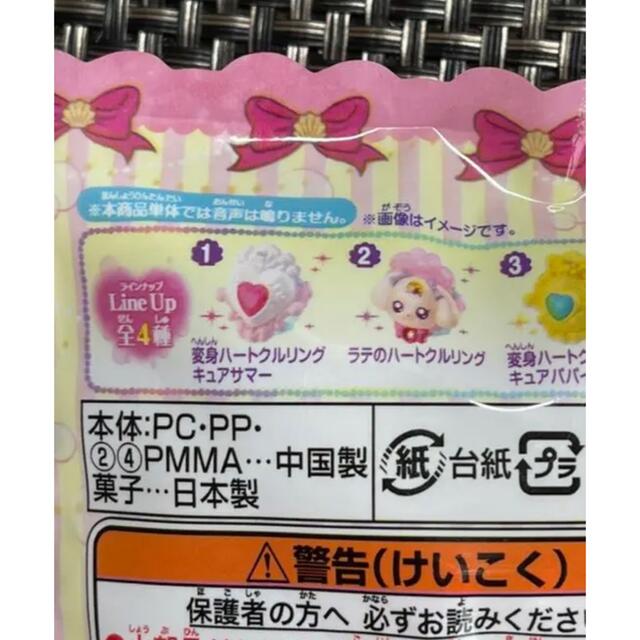 ※本商品単体では音声は鳴りません。
※画像はイメージです。
ラインナップ
Line Up
全4種
1
変身ハートクルリング
キュアサマー
2
ラテのハートクルリング
3
変身ハート
キュアパパイ
本体:PC・PP・
②④PMMA…中国製
菓子…日本製
紙 台紙 プラ
⚠警告(けいこく)
保護者の方へ 必ずお読みくださ